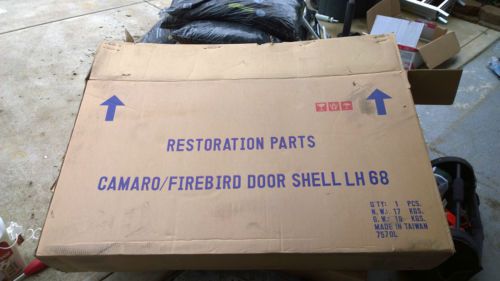 RESTORATION PARTS
CAMARO/FIREBIRD DOOR SHELL LH 68
Q'TY: 1 PCS.
N.W.: 17 KGS.
G.W.: 19 KGS.
MADE IN TAIWAN
7570L